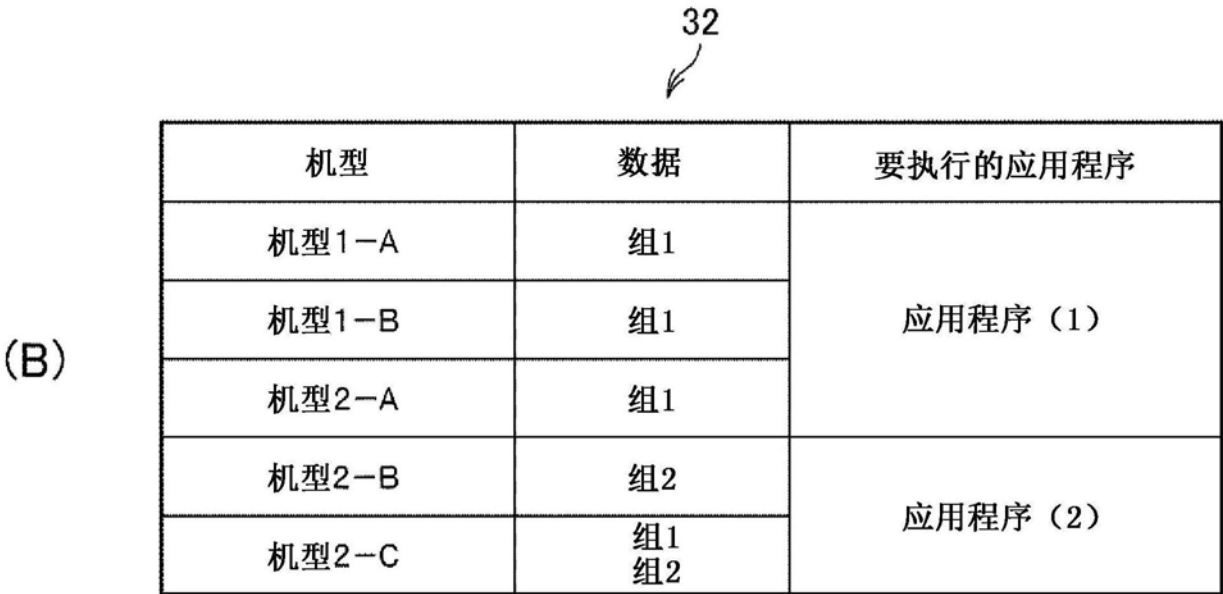 32
机型 数据 要执行的应用程序
机型1-A 组1
机型1-B 组1 应用程序（1）
(B)
机型2-A 组1
机型2-B 组2
应用程序（2）
机型2-C 组1
组2